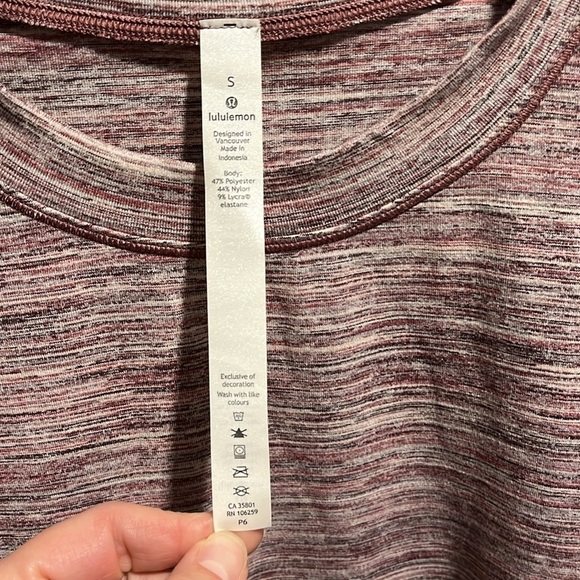 S
lululemon
Designed in
Vancouver
Made in
Indonesia
Body:
47% Polyester
44% Nylon
9% Lycra®
elastane
Exclusive of
decoration
Wash with like
colours
CA 35801
RN 106259
P6